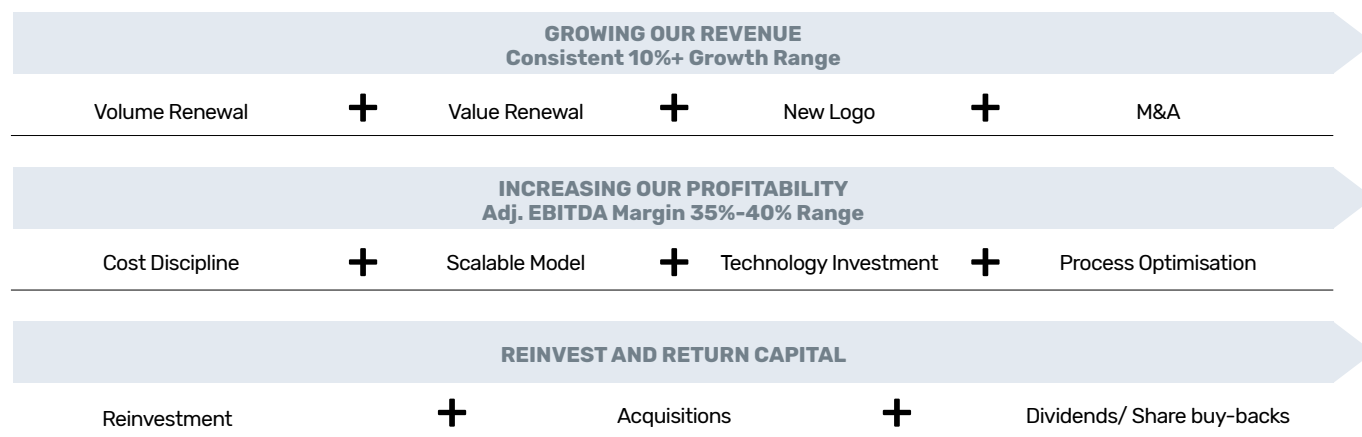 GROWING OUR REVENUE
Consistent 10%+ Growth Range
Volume Renewal + Value Renewal + New Logo + M&A
INCREASING OUR PROFITABILITY
Adj. EBITDA Margin 35%-40% Range
Cost Discipline + Scalable Model + Technology Investment + Process Optimisation
REINVEST AND RETURN CAPITAL
Reinvestment + Acquisitions + Dividends/ Share buy-backs